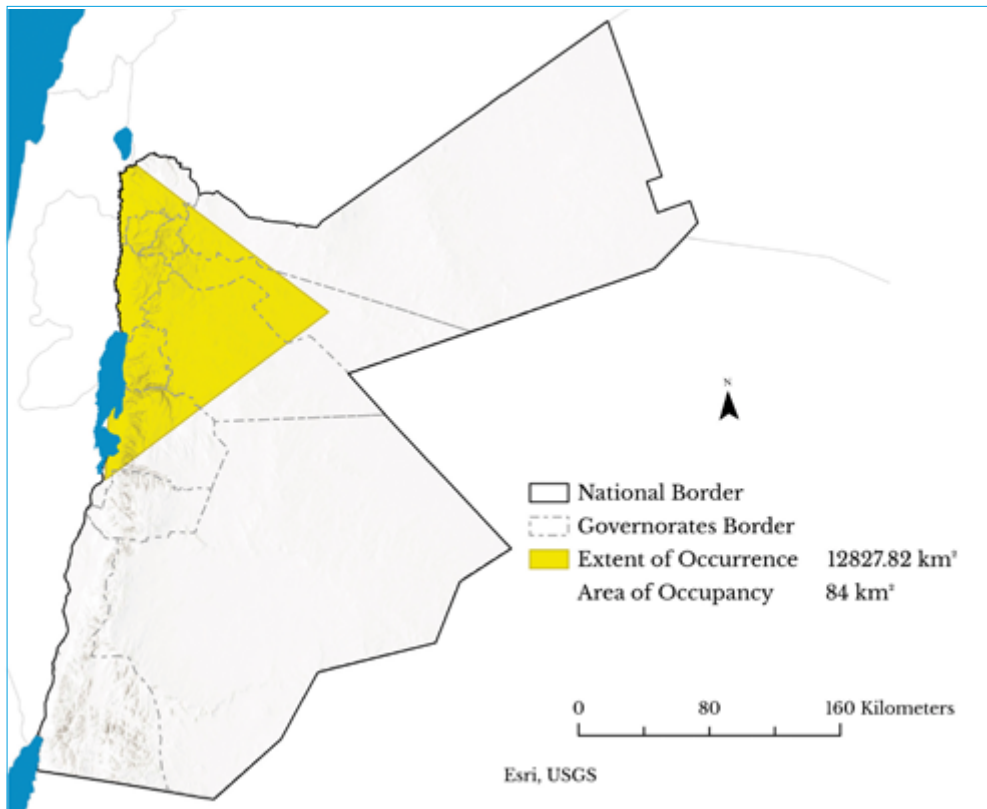 N
National Border
Governorates Border
Extent of Occurrence 12827.82 km²
Area of Occupancy 84 km²
0 80 160 Kilometers
Esri, USGS